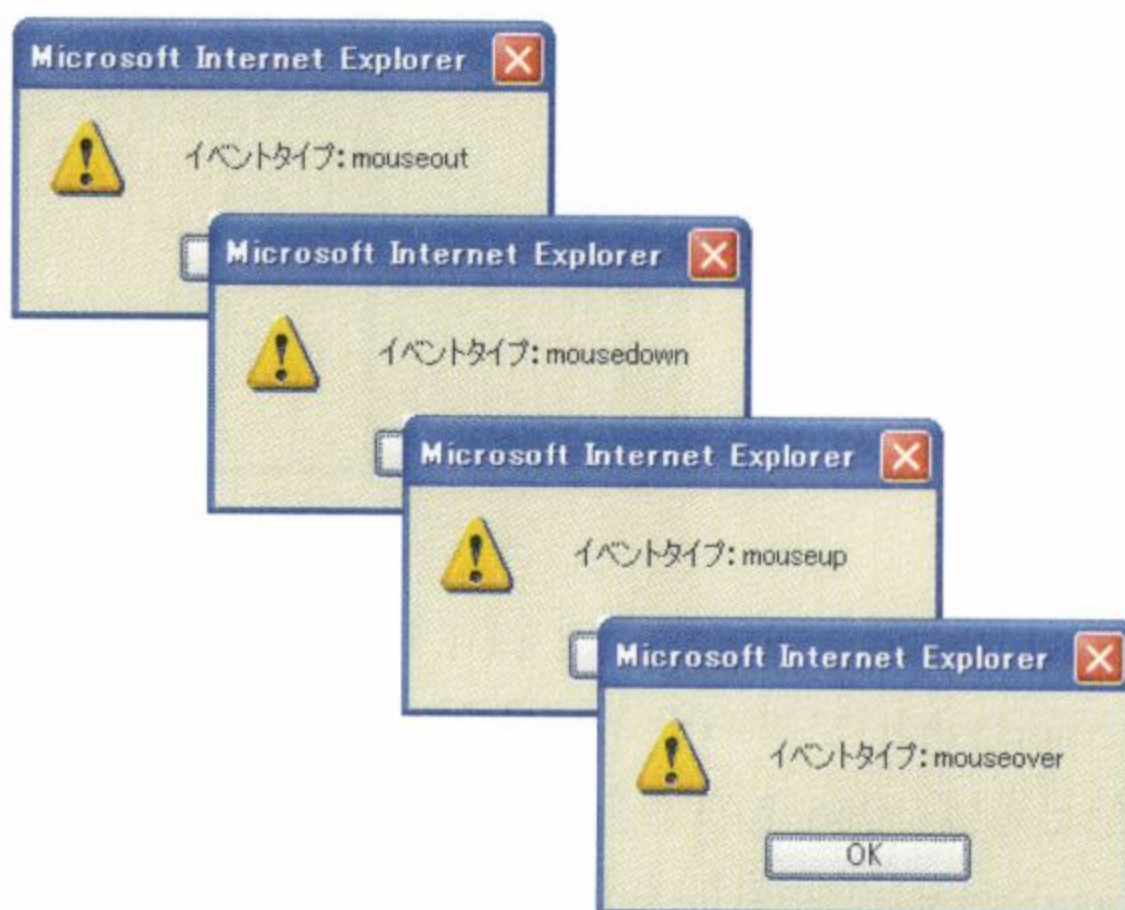 Microsoft Internet Explorer
イベントタイプ: mouseout
Microsoft Internet Explorer
イベントタイプ: mousedown
Microsoft Internet Explorer
イベントタイプ: mouseup
Microsoft Internet Explorer
イベントタイプ: mouseover
OK